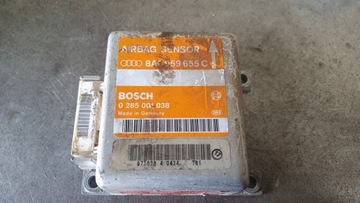 AIRBAG SENSOR
8A0 959 655 C
BOSCH
0 285 001 038
Made in Germany